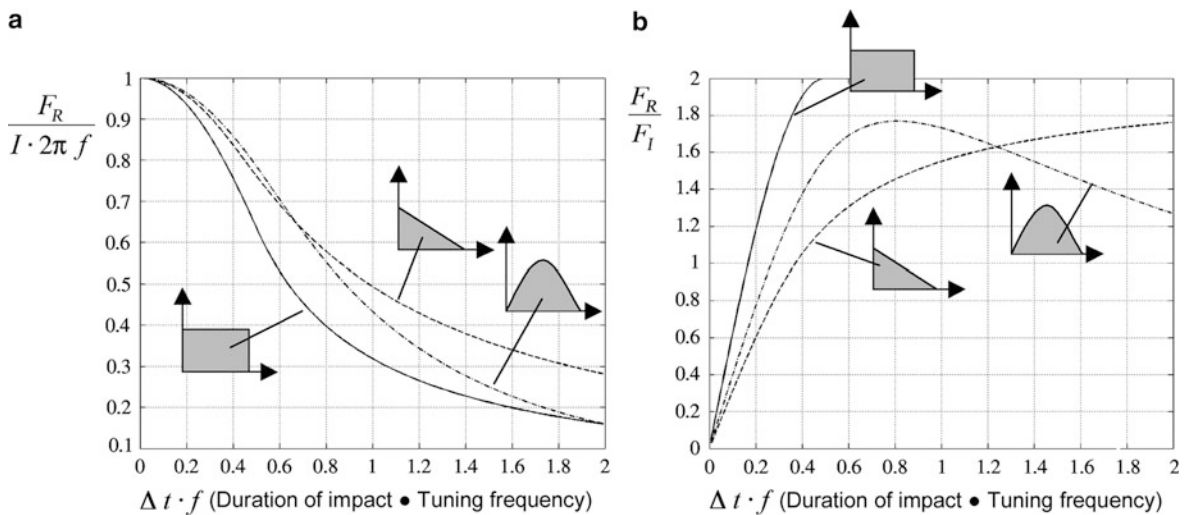 a
F_R
I · 2π f
1
0.9
0.8
0.7
0.6
0.5
0.4
0.3
0.2
0.1
0 0.2 0.4 0.6 0.8 1 1.2 1.4 1.6 1.8 2
Δ t · f (Duration of impact ● Tuning frequency)
b
F_R
F_I
2
1.8
1.6
1.4
1.2
1
0.8
0.6
0.4
0.2
0
0 0.2 0.4 0.6 0.8 1 1.2 1.4 1.6 1.8 2
Δ t · f (Duration of impact ● Tuning frequency)